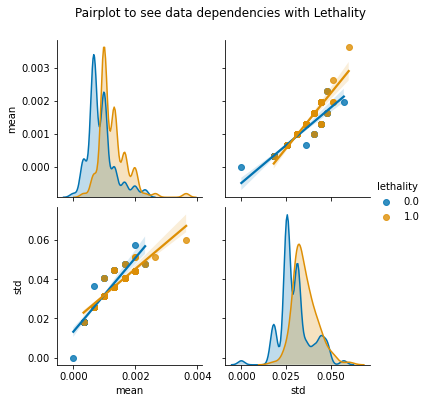 Pairplot to see data dependencies with Lethality
0.003
0.002
0.001
0.000
mean
lethality
0.0
1.0
0.06
0.04
0.02
0.00
std
0.000 0.002 0.004
mean
0.000 0.025 0.050
std